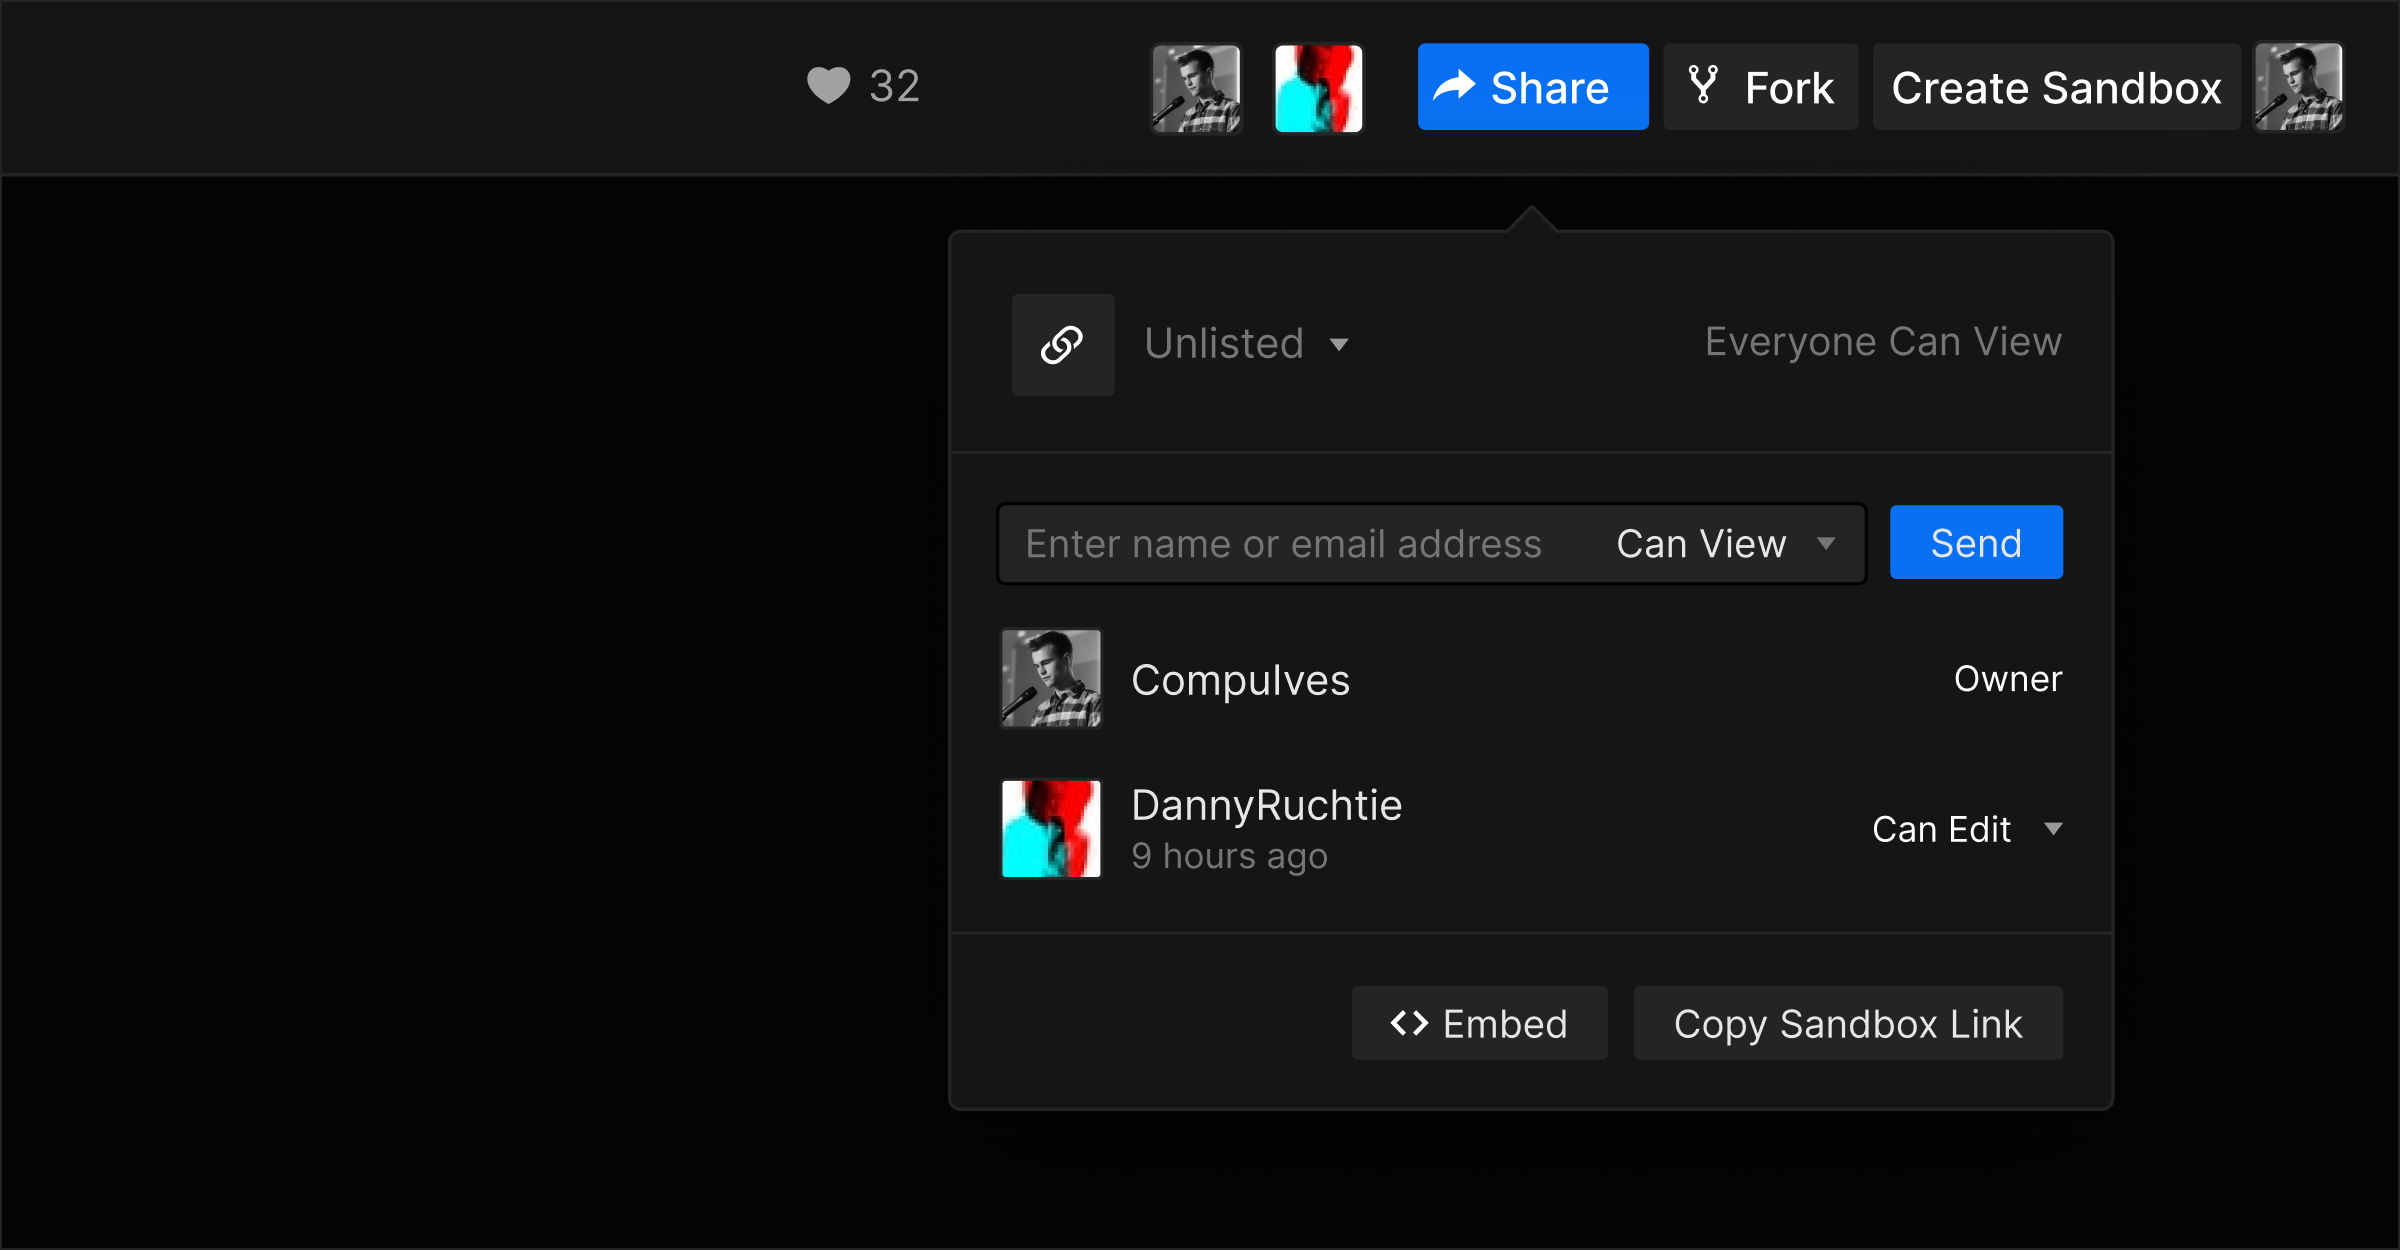 32
Share
Fork
Create Sandbox
Unlisted
Everyone Can View
Enter name or email address
Can View
Send
Compulves
Owner
DannyRuchtie
9 hours ago
Can Edit
Embed
Copy Sandbox Link